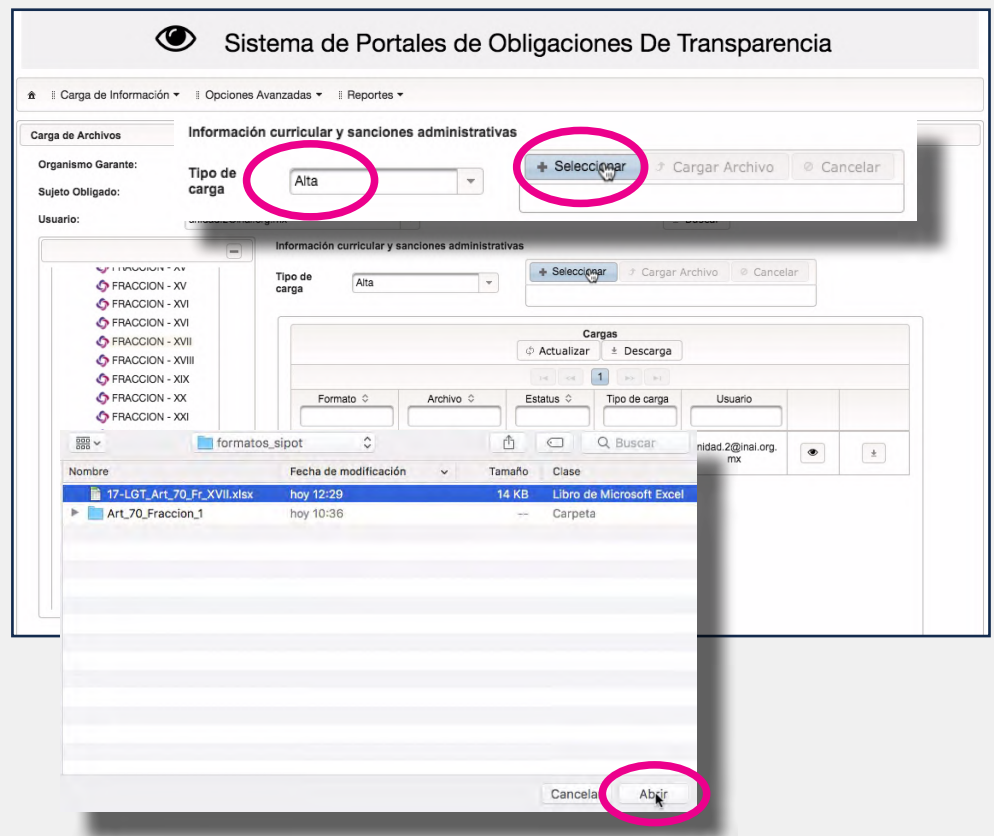 Sistema de Portales de Obligaciones De Transparencia
Carga de Información Opciones Avanzadas Reportes
Carga de Archivos
Información curricular y sanciones administrativas
Organismo Garante:
Sujeto Obligado:
Usuario:
Tipo de carga
Alta
+ Seleccionar Cargar Archivo Cancelar
Buscar
Información curricular y sanciones administrativas
Tipo de carga
Alta
+ Seleccionar Cargar Archivo Cancelar
FRACCION - XV
FRACCION - XV
FRACCION - XVI
FRACCION - XVI
FRACCION - XVII
FRACCION - XVIII
FRACCION - XIX
FRACCION - XX
FRACCION - XXI
Cargas
Actualizar Descarga
1
Formato Archivo Estatus Tipo de carga Usuario
nidad.2@inai.org.
mx
formatos_sipot
Buscar
Nombre Fecha de modificación Tamaño Clase
17-LGT_Art_70_Fr_XVII.xlsx hoy 12:29 14 KB Libro de Microsoft Excel
Art_70_Fraccion_1 hoy 10:36 -- Carpeta
Cancela Abrir